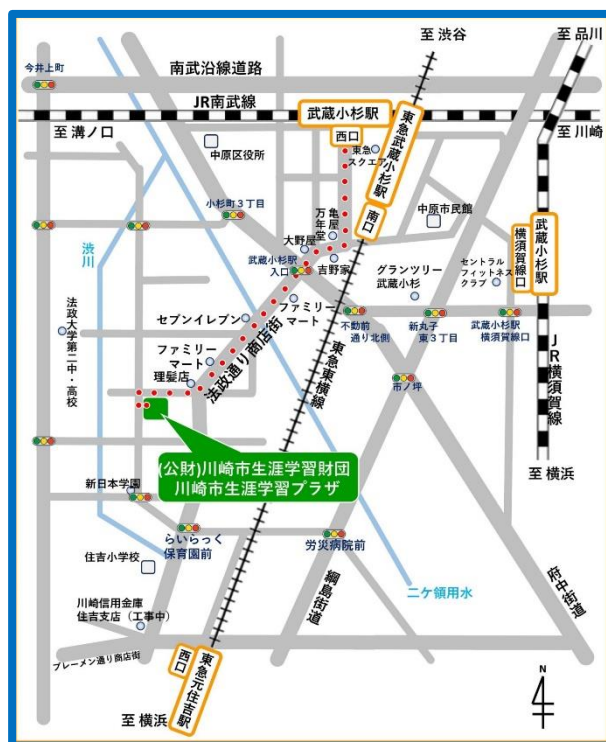 至 渋谷
至 品川
今井上町
南武沿線道路
JR南武線
武蔵小杉駅
西口
東急武蔵小杉駅
至 溝ノ口
至 川崎
中原区役所
東急
スクエア
小杉町3丁目
亀屋
万年堂
南口
中原市民館
武蔵小杉駅
横須賀線口
大野屋
渋川
武蔵小杉駅
入口
吉野家
グランツリー
武蔵小杉
セントラル
フィットネス
クラブ
法政大学第二中・高校
セブンイレブン
ファミリー
マート
不動前
通り北側
新丸子
東3丁目
武蔵小杉駅
横須賀線口
ファミリー
マート
理髪店
法政通り商店街
東急東横線
市ノ坪
JR横須賀線
至 横浜
(公財)川崎市生涯学習財団
川崎市生涯学習プラザ
新日本学園
らいらっく
保育園前
労災病院前
住吉小学校
二ケ領用水
綱島街道
府中街道
川崎信用金庫
住吉支店(工事中)
ブレーメン通り商店街
西口
東急元住吉駅
至 横浜
N